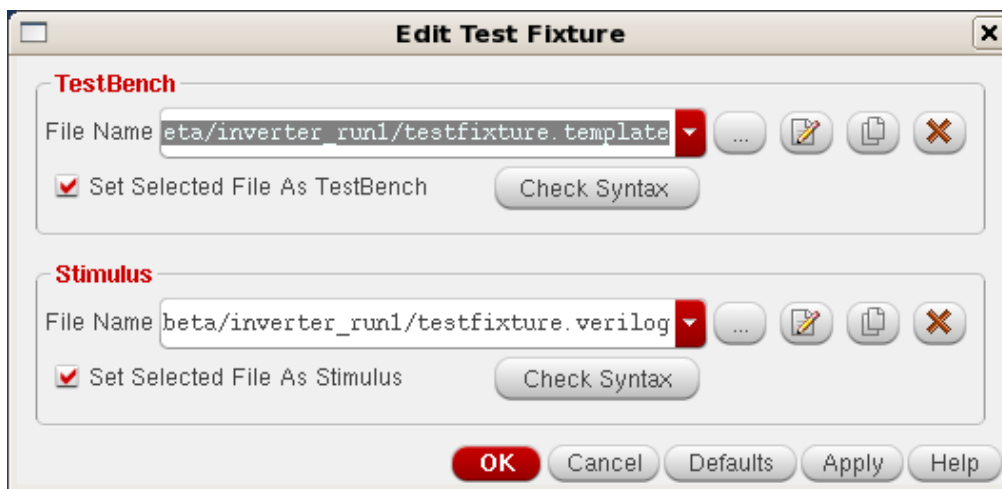 Edit Test Fixture
TestBench
File Name eta/inverter_run1/testfixture.template ...
Set Selected File As TestBench Check Syntax
Stimulus
File Name beta/inverter_run1/testfixture.verilog ...
Set Selected File As Stimulus Check Syntax
OK Cancel Defaults Apply Help